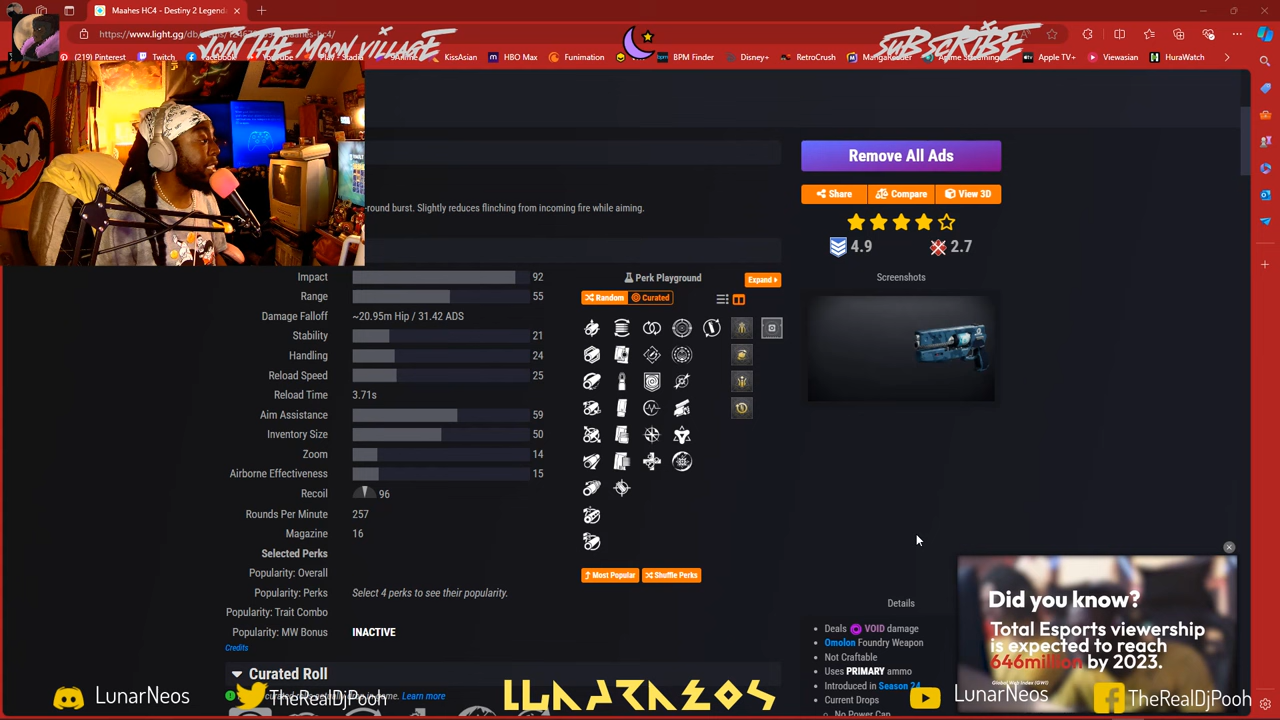 Maahes HC4 - Destiny 2 Legend
https://www.light.gg/db/
aahes-hc4/
JOIN THE MOON VILLAGE
SUBSCRIBE
(219) Pinterest
Twitch
KissAsian
HBO Max
Funimation
BPM Finder
Disney+
RetroCrush
Apple TV+
Viewasian
HuraWatch
Remove All Ads
Share
Compare
View 3D
-round burst. Slightly reduces flinching from incoming fire while aiming.
4.9
2.7
Impact 92
Perk Playground
Expand
Screenshots
Range 55
Random
Curated
Damage Falloff ~20.95m Hip / 31.42 ADS
Stability 21
Handling 24
Reload Speed 25
Reload Time 3.71s
Aim Assistance 59
Inventory Size 50
Zoom 14
Airborne Effectiveness 15
Recoil 96
Rounds Per Minute 257
Magazine 16
Selected Perks
Popularity: Overall
Most Popular
Shuffle Perks
Popularity: Perks Select 4 perks to see their popularity.
Popularity: Trait Combo
Popularity: MW Bonus INACTIVE
Credits
Curated Roll
Learn more
Details
Deals VOID damage
Omolon Foundry Weapon
Not Craftable
Uses PRIMARY ammo
Introduced in Season 24
Current Drops
No Power Cap
Did you know?
Total Esports viewership
is expected to reach
646million by 2023.
LunarNeos
TheRealDjPooh
LUNARNEOS
LunarNeos
TheRealDjPooh